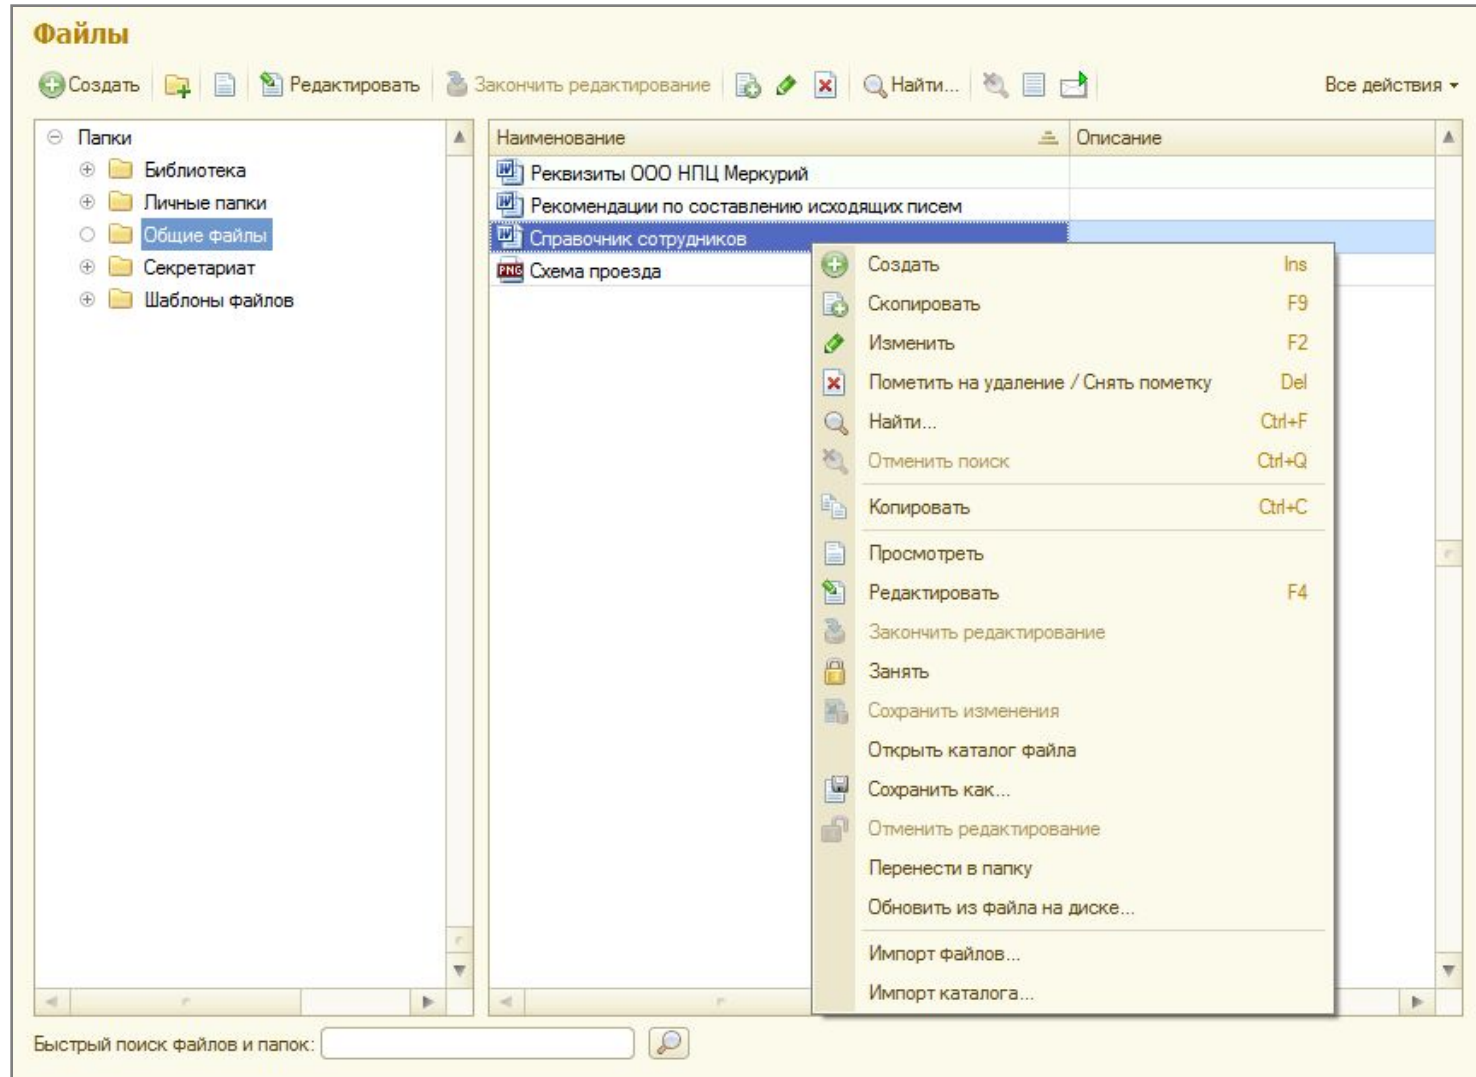 Файлы
Создать Редактировать Закончить редактирование Найти... Все действия
Папки
Библиотека
Личные папки
Общие файлы
Секретариат
Шаблоны файлов
Наименование Описание
Реквизиты ООО НПЦ Меркурий
Рекомендации по составлению исходящих писем
Справочник сотрудников
PNG Схема проезда
Создать Ins
Скопировать F9
Изменить F2
Пометить на удаление / Снять пометку Del
Найти... Ctrl+F
Отменить поиск Ctrl+Q
Копировать Ctrl+C
Просмотреть
Редактировать F4
Закончить редактирование
Занять
Сохранить изменения
Открыть каталог файла
Сохранить как...
Отменить редактирование
Перенести в папку
Обновить из файла на диске...
Импорт файлов...
Импорт каталога...
Быстрый поиск файлов и папок: